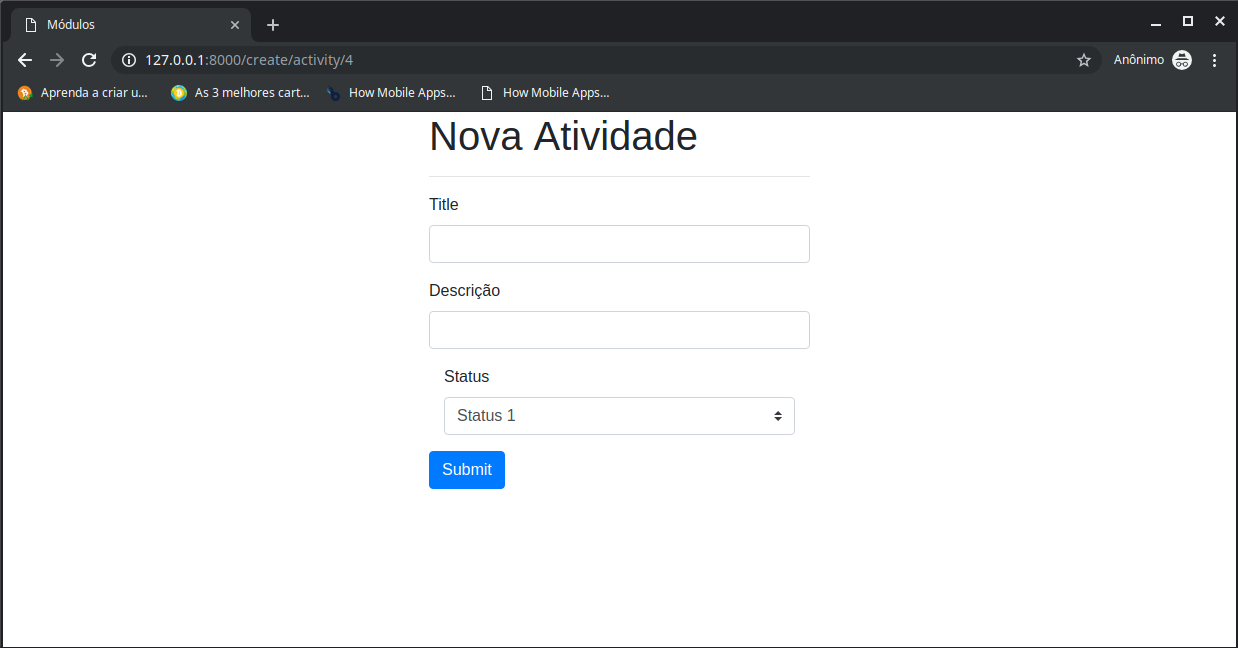 Módulos
127.0.0.1:8000/create/activity/4
Anônimo
Aprenda a criar u... As 3 melhores cart... How Mobile Apps... How Mobile Apps...
Nova Atividade
Title
Descrição
Status
Status 1
Submit